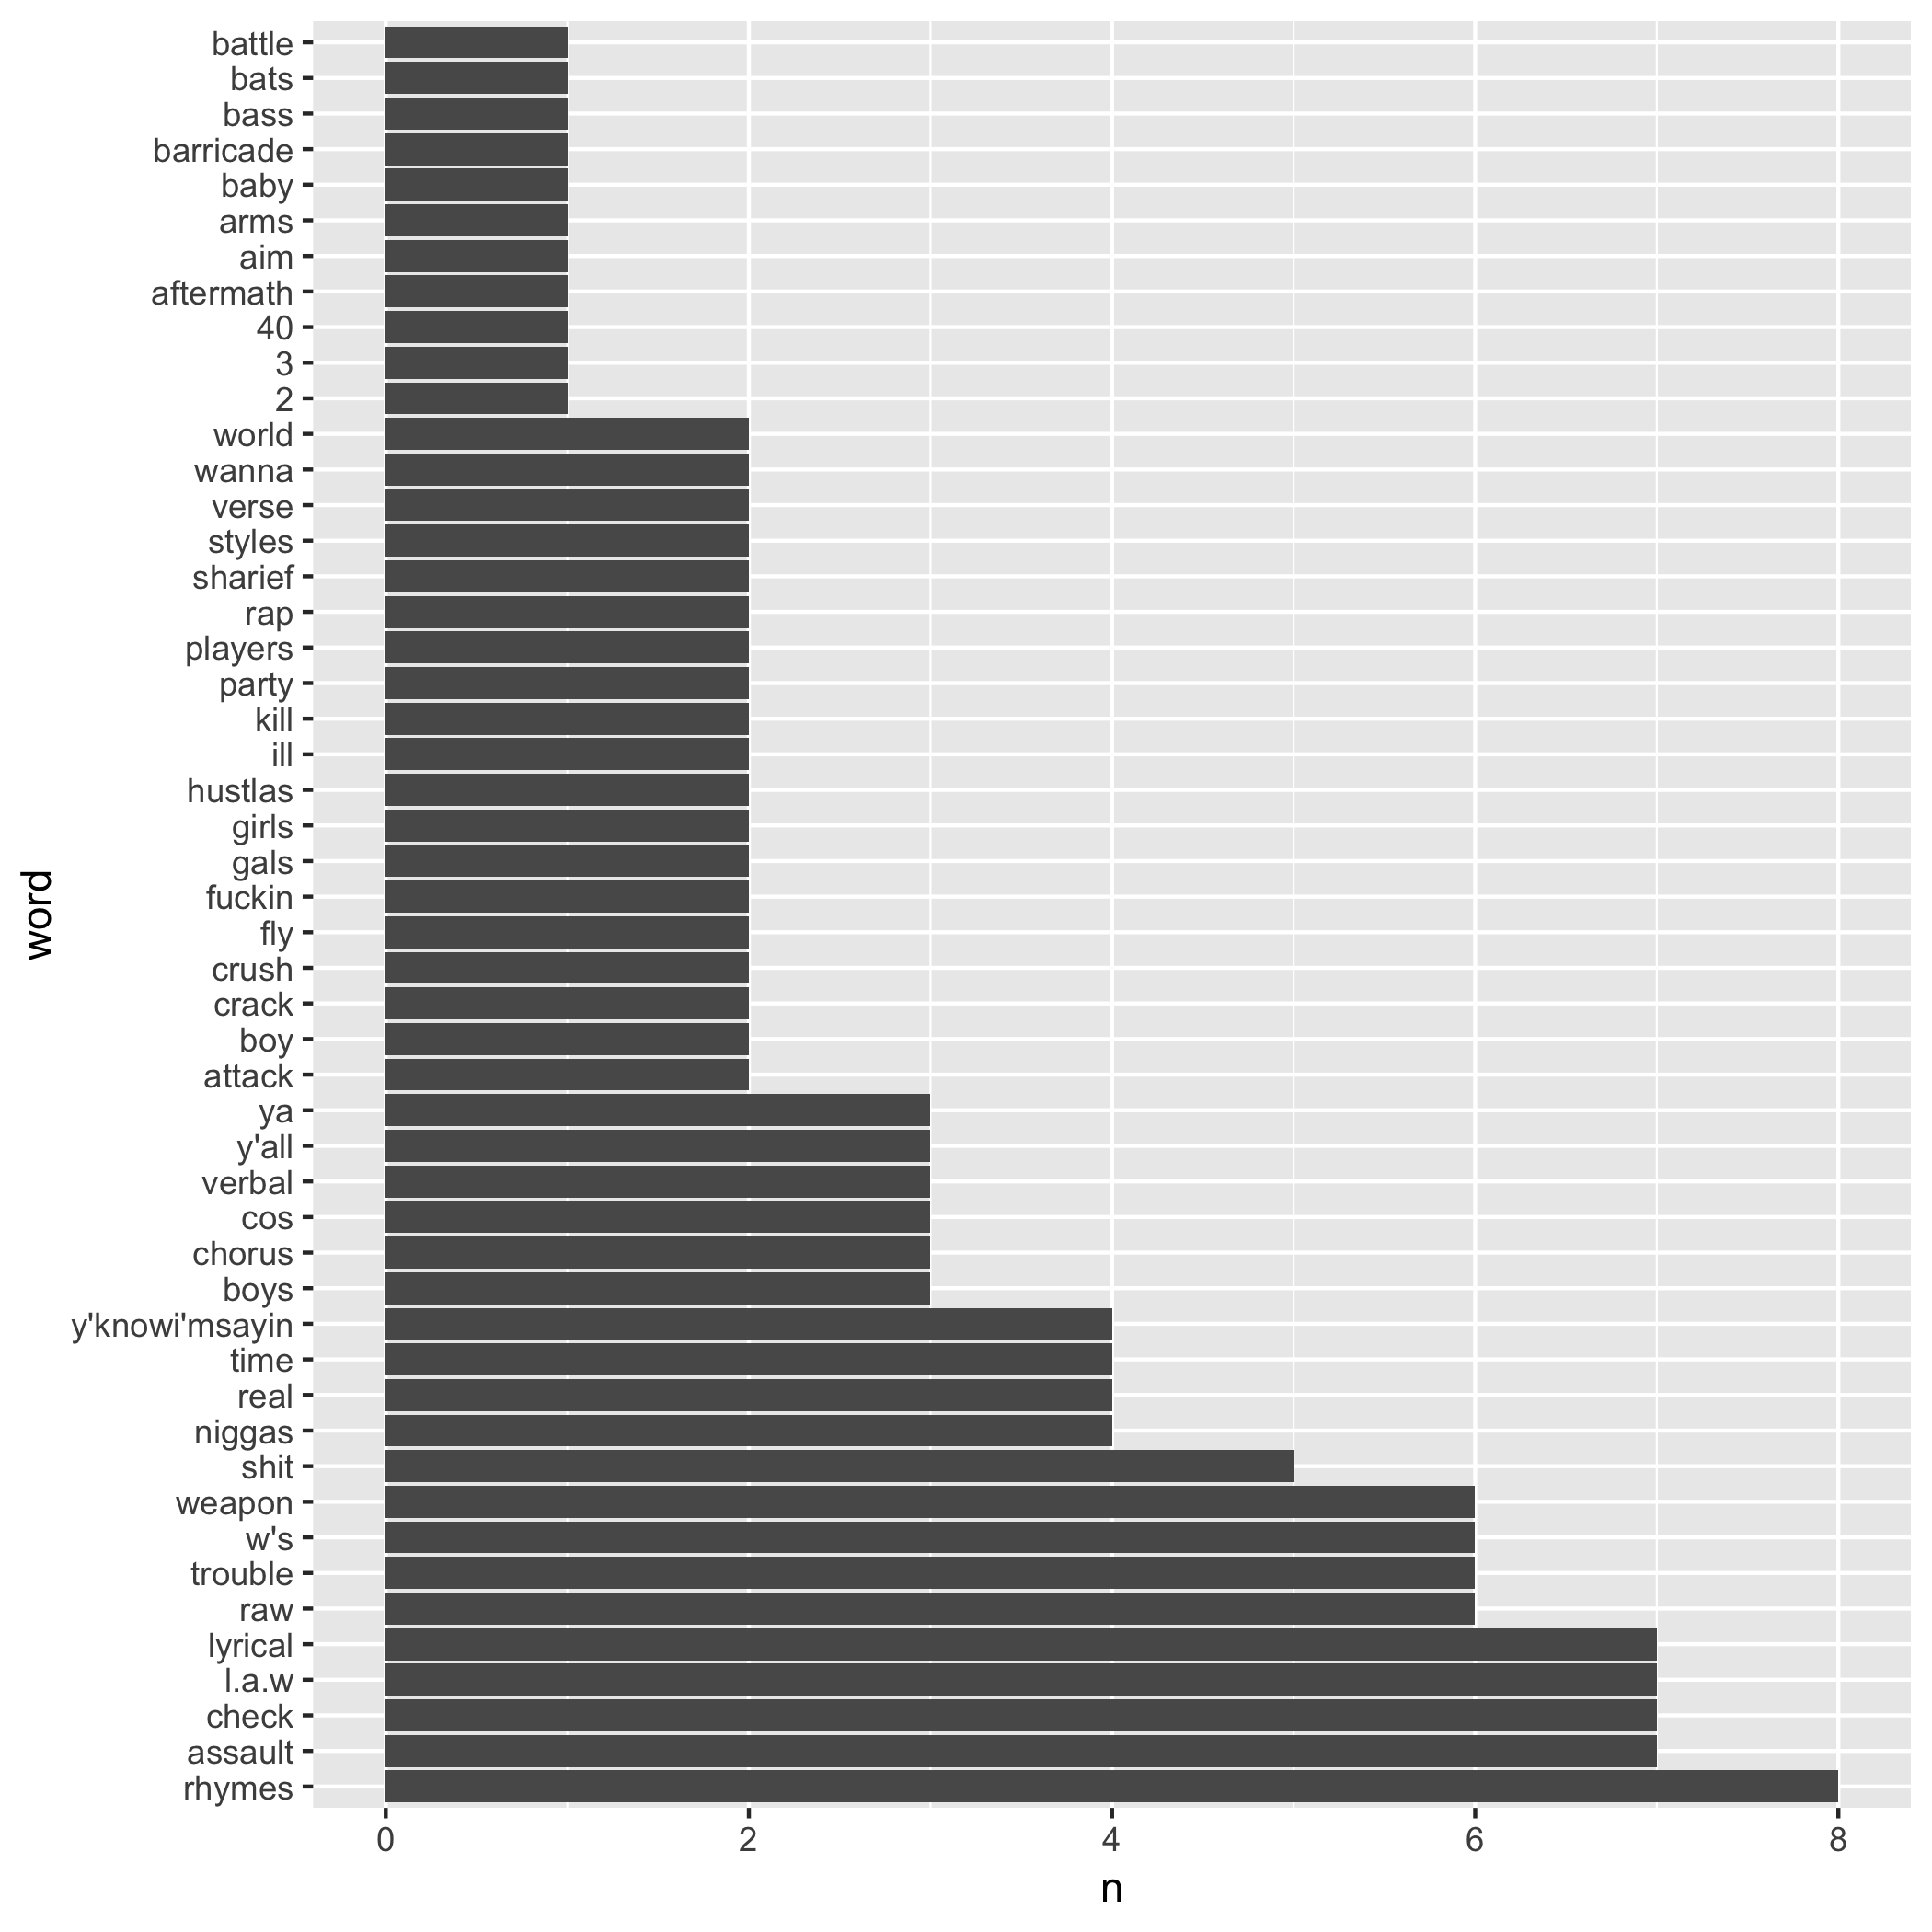 battle
bats
bass
barricade
baby
arms
aim
aftermath
40
3
2
world
wanna
verse
styles
sharief
rap
players
party
kill
ill
hustlas
girls
gals
fuckin
fly
crush
crack
boy
attack
ya
y'all
verbal
cos
chorus
boys
y'knowi'msayin
time
real
niggas
shit
weapon
w's
trouble
raw
lyrical
l.a.w
check
assault
rhymes
word
0 2 4 6 8
n